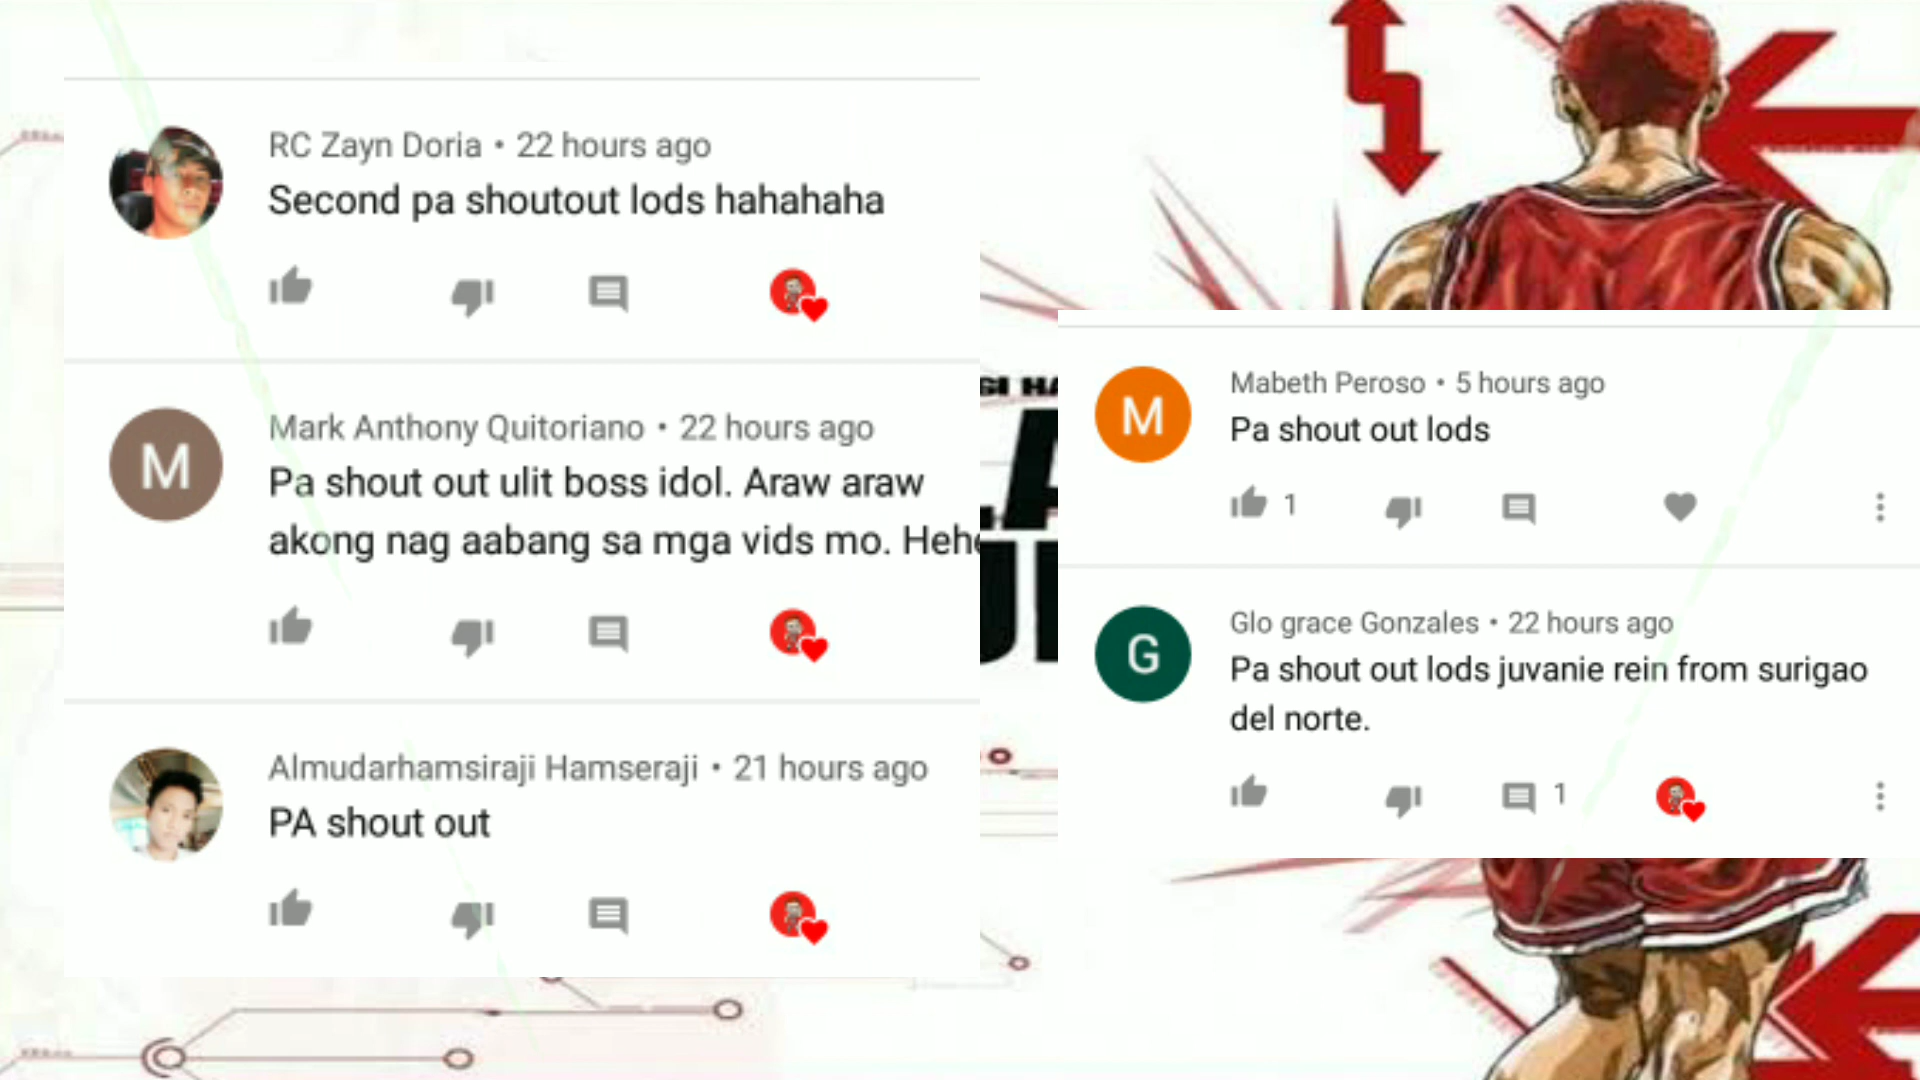 RC Zayn Doria • 22 hours ago
Second pa shoutout lods hahahaha
Mark Anthony Quitoriano • 22 hours ago
Pa shout out ulit boss idol. Araw araw
akong nag aabang sa mga vids mo.
M
Almudarhamsiraji Hamseraji • 21 hours ago
PA shout out
Mabeth Peroso • 5 hours ago
M
Pa shout out lods
1
Glo grace Gonzales • 22 hours ago
G
Pa shout out lods juvanie rein from surigao
del norte.
1